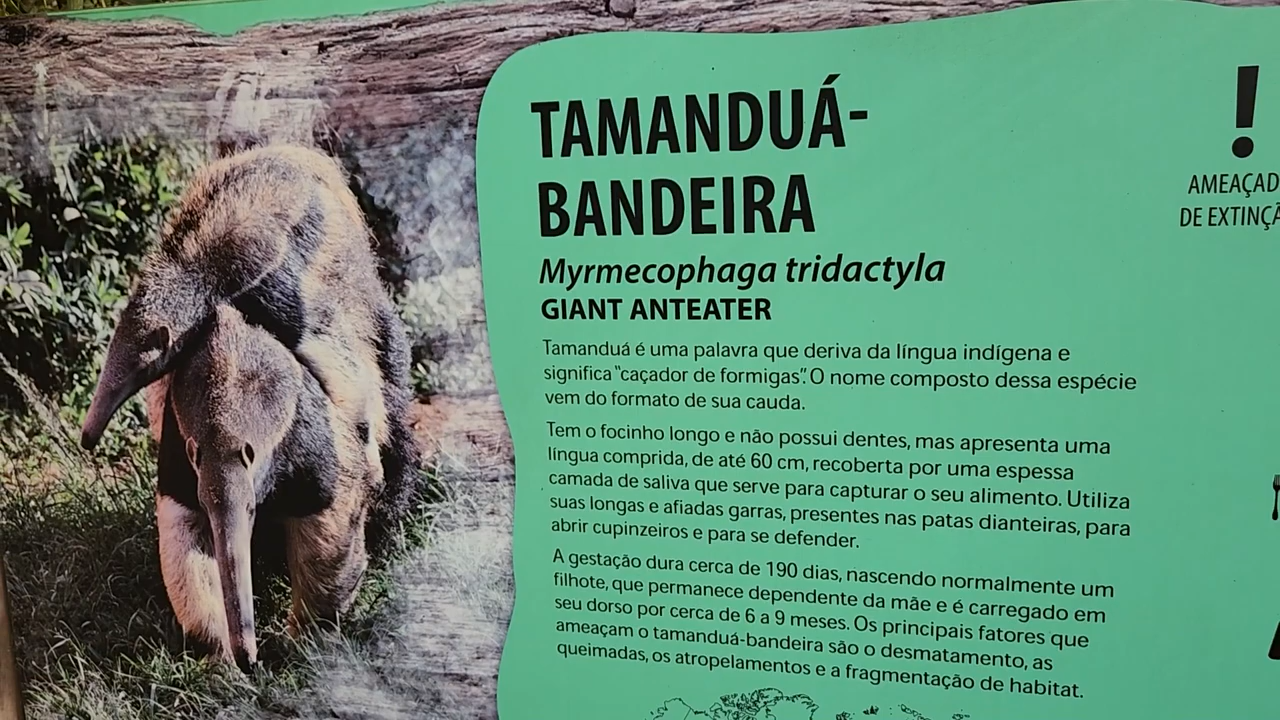 TAMANDUÁ-
BANDEIRA
Myrmecophaga tridactyla
GIANT ANTEATER
Tamanduá é uma palavra que deriva da língua indígena e
significa "caçador de formigas". O nome composto dessa espécie
vem do formato de sua cauda.
Tem o focinho longo e não possui dentes, mas apresenta uma
língua comprida, de até 60 cm, recoberta por uma espessa
camada de saliva que serve para capturar o seu alimento. Utiliza
suas longas e afiadas garras, presentes nas patas dianteiras, para
abrir cupinzeiros e para se defender.
A gestação dura cerca de 190 dias, nascendo normalmente um
filhote, que permanece dependente da mãe e é carregado em
seu dorso por cerca de 6 a 9 meses. Os principais fatores que
ameaçam o tamanduá-bandeira são o desmatamento, as
queimadas, os atropelamentos e a fragmentação de habitat.
!
AMEAÇAD
DE EXTINÇÃ